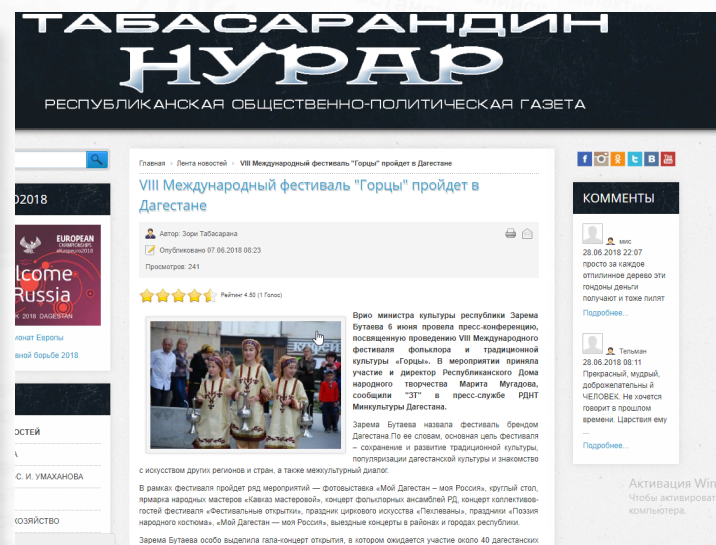 ТАБАСАРАНДИН
НУРАР
РЕСПУБЛИКАНСКАЯ ОБЩЕСТВЕННО-ПОЛИТИЧЕСКАЯ ГАЗЕТА
Главная › Лента новостей › VIII Международный фестиваль "Горцы" пройдет в Дагестане
VIII Международный фестиваль "Горцы" пройдет в
Дагестане
Автор: Зори Табасарана
Опубликовано 07.06.2018 08:23
Просмотров: 241
Рейтинг 4.50 (1 Голос)
Врио министра культуры республики Зарема
Бутаева 6 июня провела пресс-конференцию,
посвященную проведению VIII Международного
фестиваля фольклора и традиционной
культуры «Горцы». В мероприятии приняла
участие и директор Республиканского Дома
народного творчества Марита Мугадова,
сообщили "ЗТ" в пресс-службе РДНТ
Минкультуры Дагестана.
Зарема Бутаева назвала фестиваль брендом
Дагестана.По ее словам, основная цель фестиваля
– сохранение и развитие традиционной культуры,
популяризации дагестанской культуры и знакомство
с искусством других регионов и стран, а также межкультурный диалог.
В рамках фестиваля пройдет ряд мероприятий — фотовыставка «Мой Дагестан – моя Россия», круглый стол,
ярмарка народных мастеров «Кавказ мастеровой», концерт фольклорных ансамблей РД, концерт коллективов-
гостей фестиваля «Фестивальные открытки», праздник циркового искусства «Пехлеваны», праздники «Поэзия
народного костюма», «Мой Дагестан — моя Россия», выездные концерты в районах и городах республики.
Зарема Бутаева особо выделила гала-концерт открытия, в котором ожидается участие около 40 дагестанских
О2018
EUROPEAN
CHAMPIONSHIPS
lcome
Russia
K 2018 DAGESTAN
ионат Европы
вной борьбе 2018
ОСТЕЙ
А
С. И. УМАХАНОВА
ХОЗЯЙСТВО
КОММЕНТЫ
мис
28.06.2018 22:07
просто за каждое
отпилинное дерево эти
гондоны деньги
получают и тоже пилят
Подробнее...
Тельман
28.06.2018 08:11
Прекрасный, мудрый,
доброжелательны й
ЧЕЛОВЕК. Не хочется
говорит в прошлом
времени. Царствия ему
...
Подробнее...
Активация Win
Чтобы активироват
компьютера.